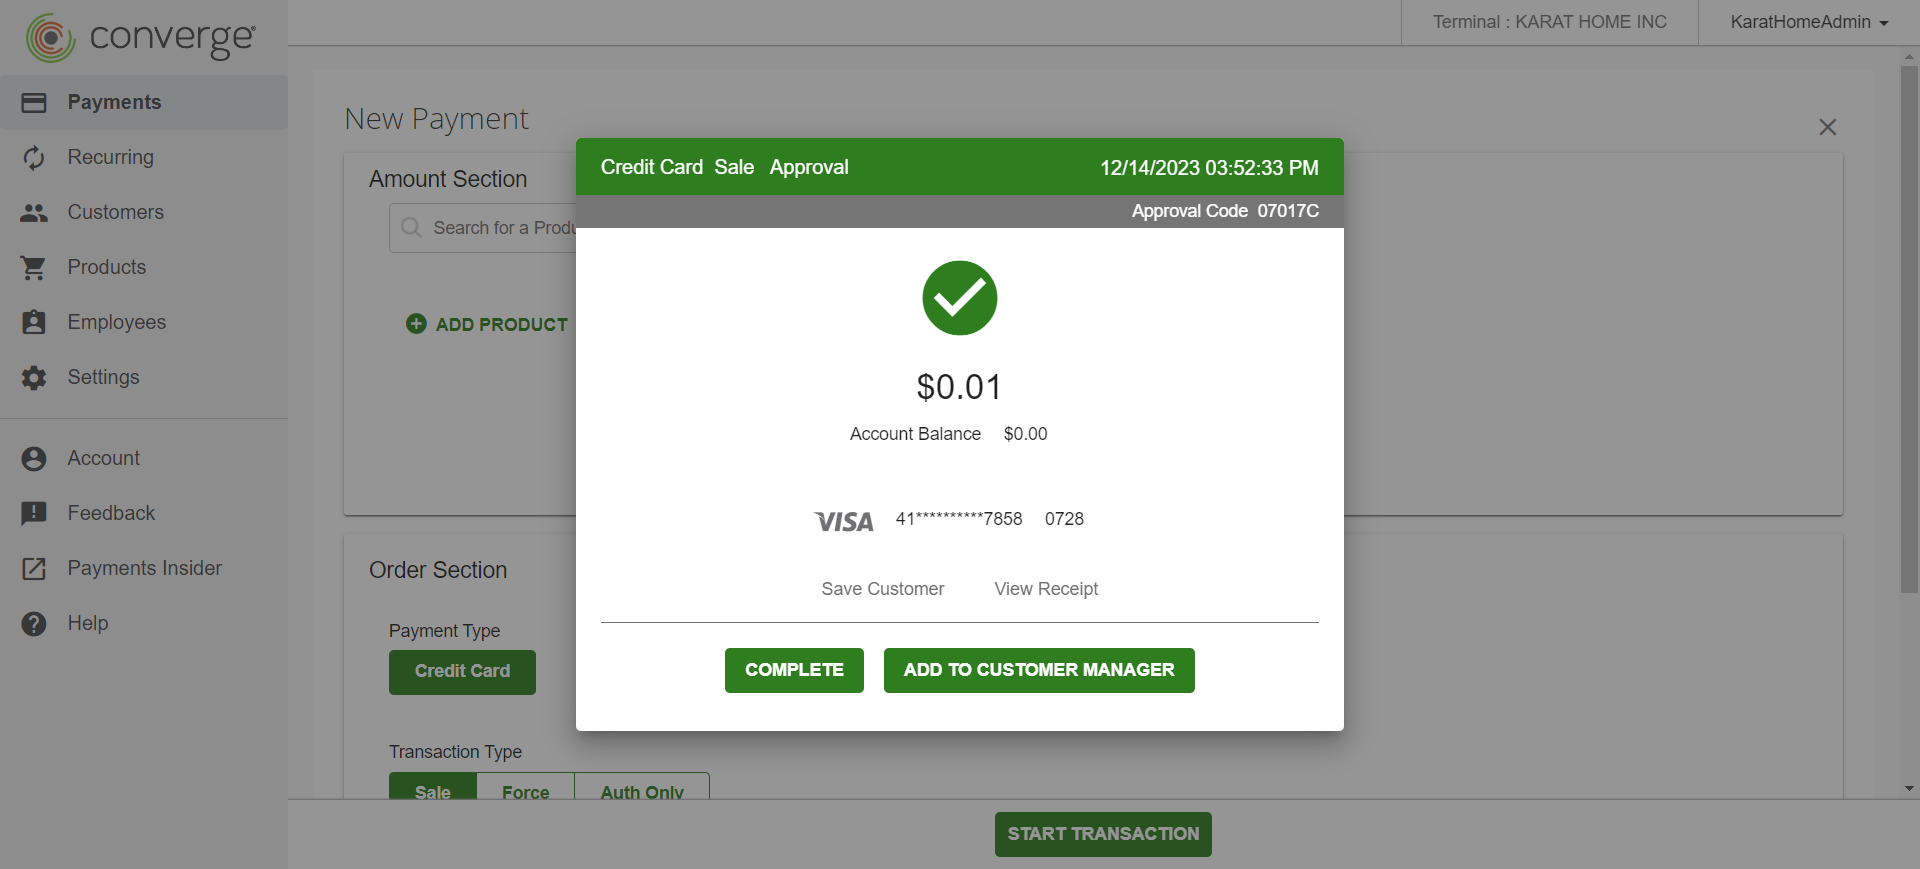 converge®
Terminal : KARAT HOME INC
KaratHomeAdmin
Payments
Recurring
Customers
Products
Employees
Settings
Account
Feedback
Payments Insider
Help
New Payment
Amount Section
Search for a Produ
ADD PRODUCT
Credit Card Sale Approval 12/14/2023 03:52:33 PM
Approval Code 07017C
$0.01
Account Balance $0.00
VISA 41**********7858 0728
Save Customer View Receipt
COMPLETE ADD TO CUSTOMER MANAGER
Order Section
Payment Type
Credit Card
Transaction Type
Sale Force Auth Only
START TRANSACTION